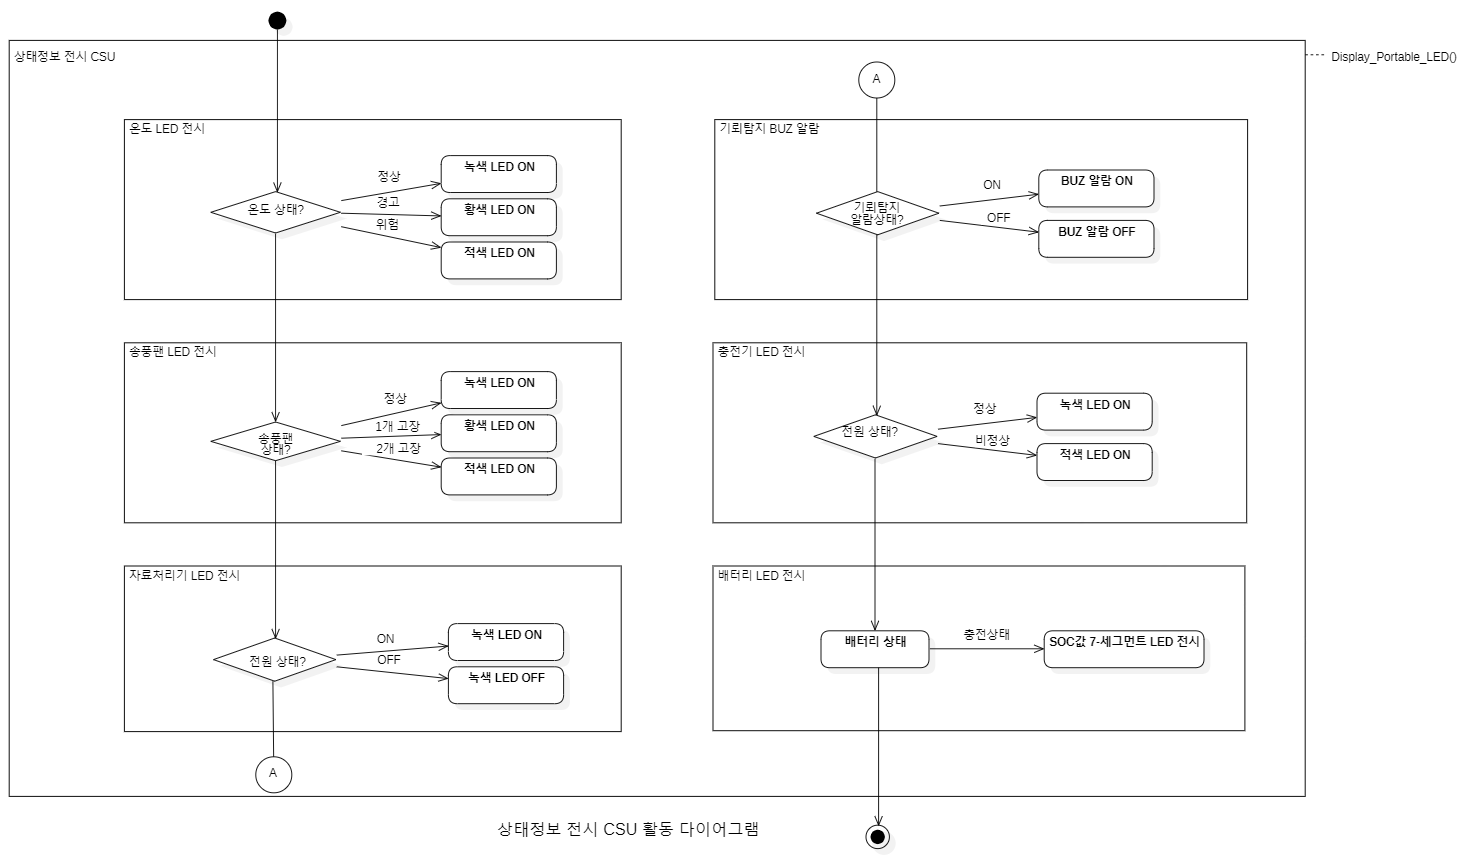 상태정보 전시 CSU
Display_Portable_LED()
온도 LED 전시
온도 상태?
정상
경고
위험
녹색 LED ON
황색 LED ON
적색 LED ON
송풍팬 LED 전시
송풍팬
상태?
정상
1개 고장
2개 고장
녹색 LED ON
황색 LED ON
적색 LED ON
자료처리기 LED 전시
전원 상태?
ON
OFF
녹색 LED ON
녹색 LED OFF
A
A
기뢰탐지 BUZ 알람
기뢰탐지
알람상태?
ON
OFF
BUZ 알람 ON
BUZ 알람 OFF
충전기 LED 전시
전원 상태?
정상
비정상
녹색 LED ON
적색 LED ON
배터리 LED 전시
배터리 상태
충전상태
SOC값 7-세그먼트 LED 전시
상태정보 전시 CSU 활동 다이어그램